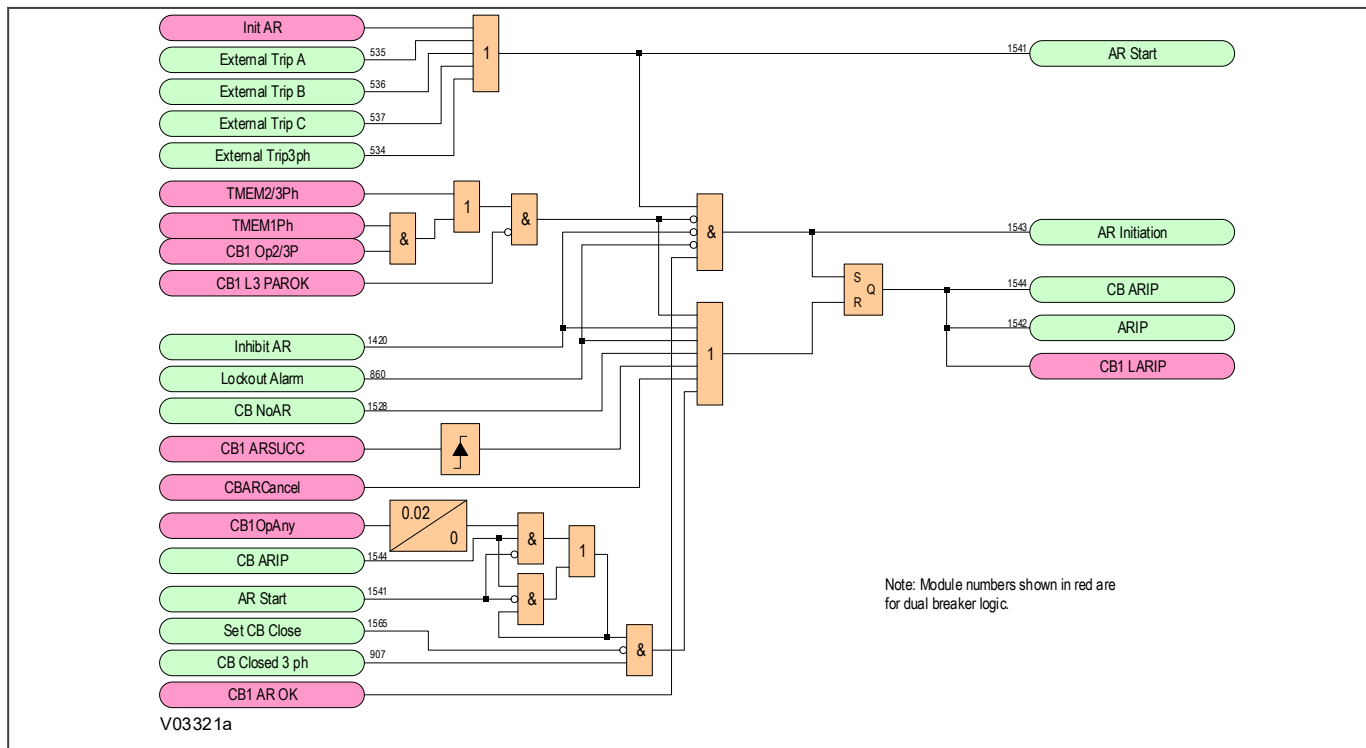 Init AR
External Trip A
535
External Trip B
536
External Trip C
537
External Trip3ph
534
1
1541
AR Start
TMEM2/3Ph
TMEM1Ph
CB1 Op2/3P
CB1 L3 PAROK
&
1
&
&
1543
AR Initiation
S
Q
R
1544
CB ARIP
1542
ARIP
CB1 LARIP
Inhibit AR
1420
Lockout Alarm
860
CB NoAR
1528
CB1 ARSUCC
CBARCancel
1
CB1OpAny
0.02
0
CB ARIP
1544
AR Start
1541
Set CB Close
1565
CB Closed 3 ph
907
CB1 AR OK
&
1
&
&
Note: Module numbers shown in red are
for dual breaker logic.
V03321a